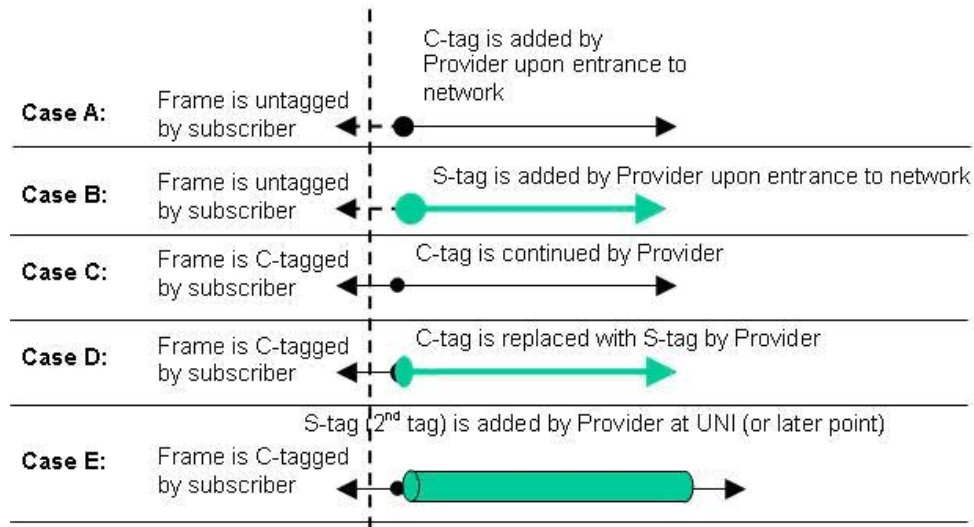 C-tag is added by
Provider upon entrance to
network
Case A:
Frame is untagged
by subscriber
S-tag is added by Provider upon entrance to network
Case B:
Frame is untagged
by subscriber
C-tag is continued by Provider
Case C:
Frame is C-tagged
by subscriber
C-tag is replaced with S-tag by Provider
Case D:
Frame is C-tagged
by subscriber
S-tag (2nd tag) is added by Provider at UNI (or later point)
Case E:
Frame is C-tagged
by subscriber